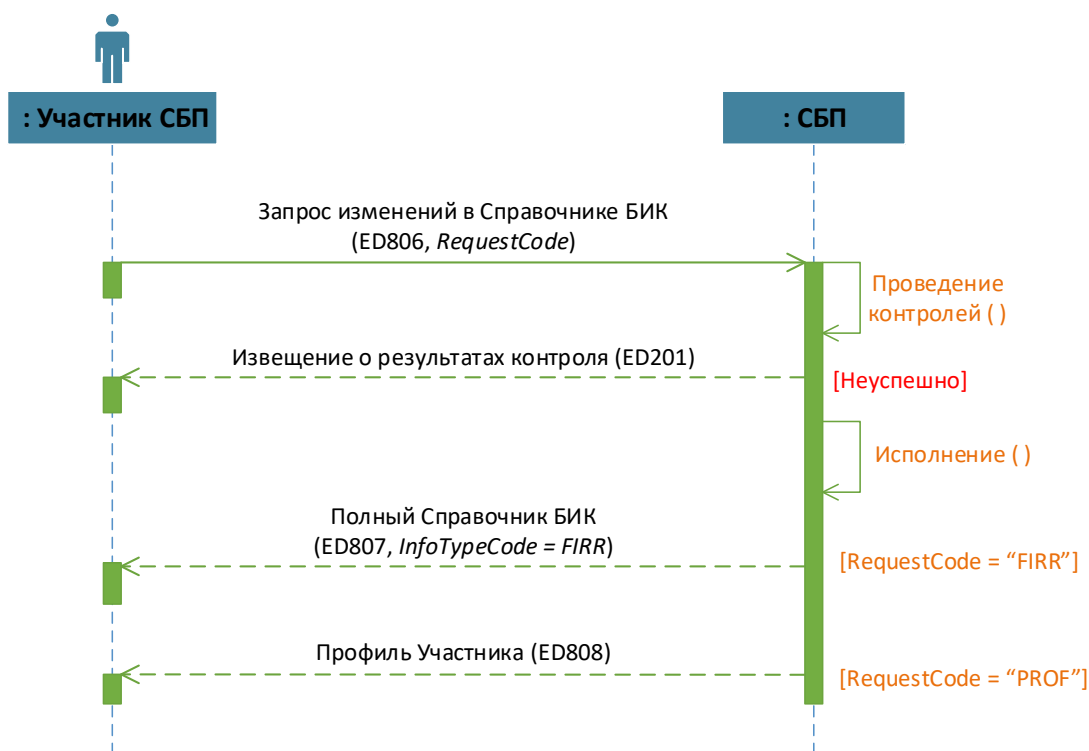 : Участник СБП
: СБП
Запрос изменений в Справочнике БИК
(ED806, RequestCode)
Проведение
контролей ( )
Извещение о результатах контроля (ED201)
[Неуспешно]
Исполнение ( )
Полный Справочник БИК
(ED807, InfoTypeCode = FIRR)
[RequestCode = “FIRR”]
Профиль Участника (ED808)
[RequestCode = “PROF”]